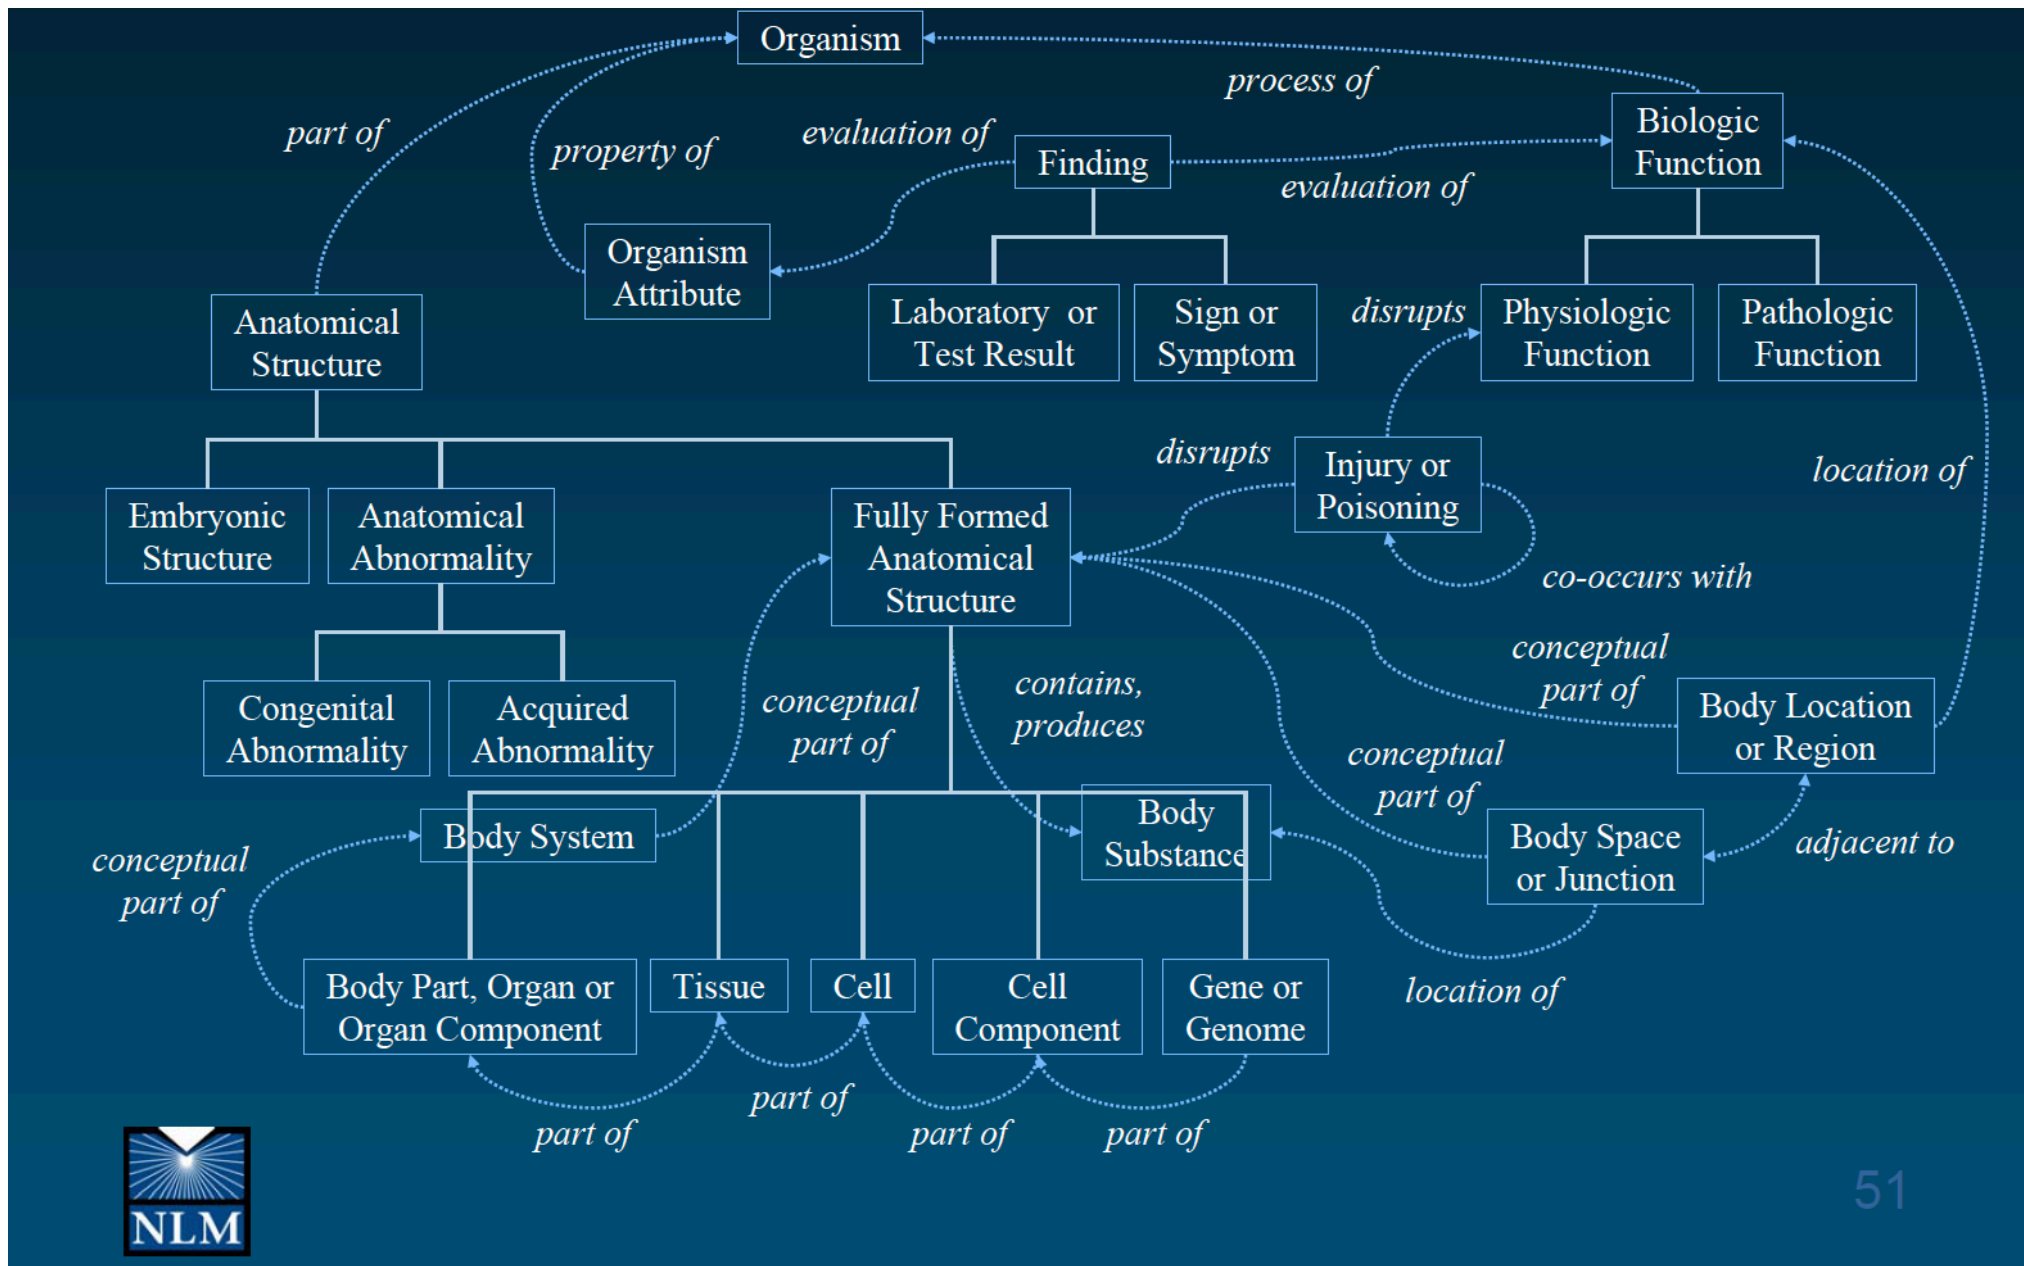 Organism
process of
Biologic
Function
part of
property of
evaluation of
Finding
evaluation of
Organism
Attribute
Laboratory or
Test Result
Sign or
Symptom
disrupts
Physiologic
Function
Pathologic
Function
Anatomical
Structure
disrupts
Injury or
Poisoning
location of
Embryonic
Structure
Anatomical
Abnormality
Fully Formed
Anatomical
Structure
co-occurs with
conceptual
part of
Congenital
Abnormality
Acquired
Abnormality
conceptual
part of
contains,
produces
Body Location
or Region
conceptual
part of
Body System
Body
Substance
Body Space
or Junction
adjacent to
conceptual
part of
Body Part, Organ or
Organ Component
Tissue
Cell
Cell
Component
Gene or
Genome
location of
part of
part of
part of
part of
NLM
51